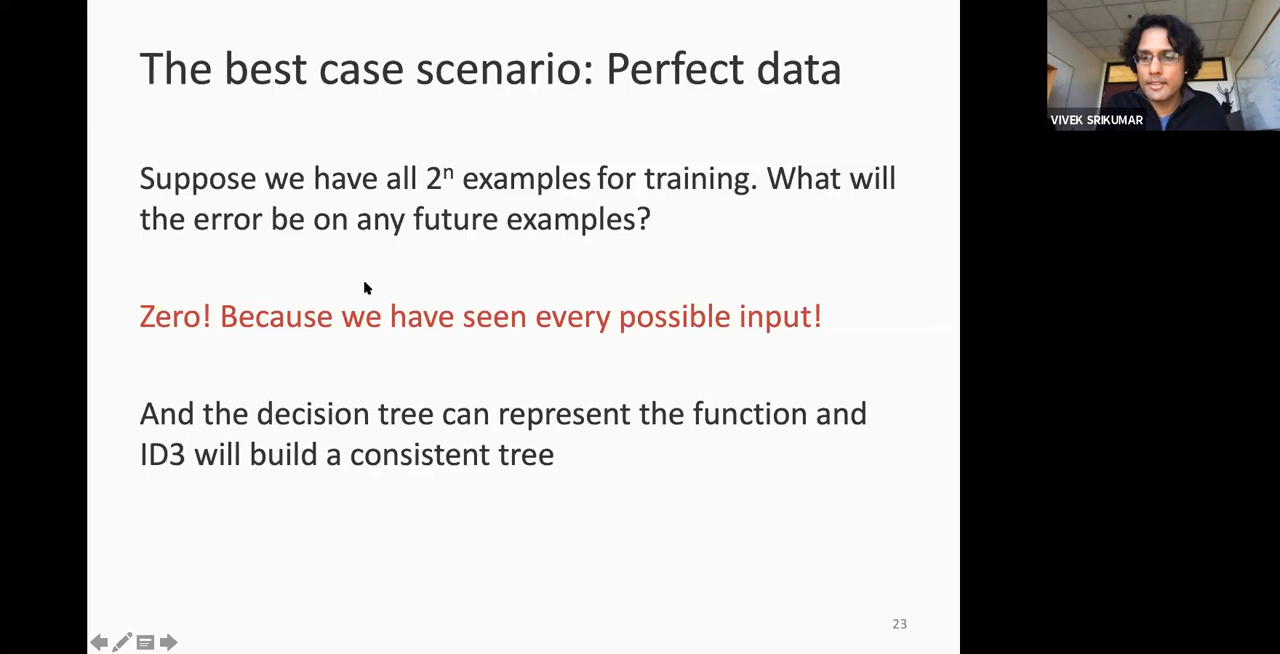 The best case scenario: Perfect data
Suppose we have all 2ⁿ examples for training. What will
the error be on any future examples?
Zero! Because we have seen every possible input!
And the decision tree can represent the function and
ID3 will build a consistent tree
23
VIVEK SRIKUMAR